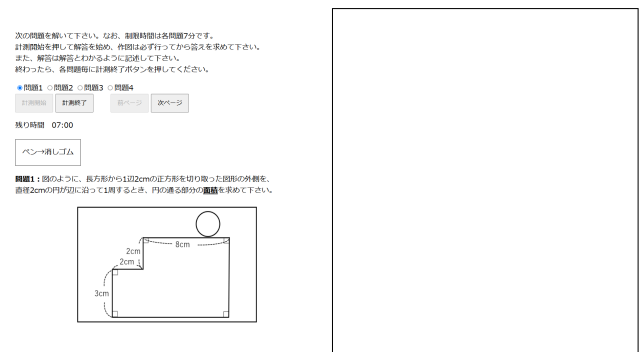 次の問題を解いて下さい。なお、制限時間は各問題7分です。
計測開始を押して解答を始め、作図は必ず行ってから答えを求めて下さい。
また、解答は解答とわかるように記述して下さい。
終わったら、各問題毎に計測終了ボタンを押してください。
問題1 問題2 問題3 問題4
計測開始 計測終了 前ページ 次ページ
残り時間 07:00
ペン→消しゴム
問題1：図のように、長方形から1辺2cmの正方形を切り取った図形の外側を、
直径2cmの円が辺に沿って1周するとき、円の通る部分の面積を求めて下さい。
8cm
2cm
2cm
3cm